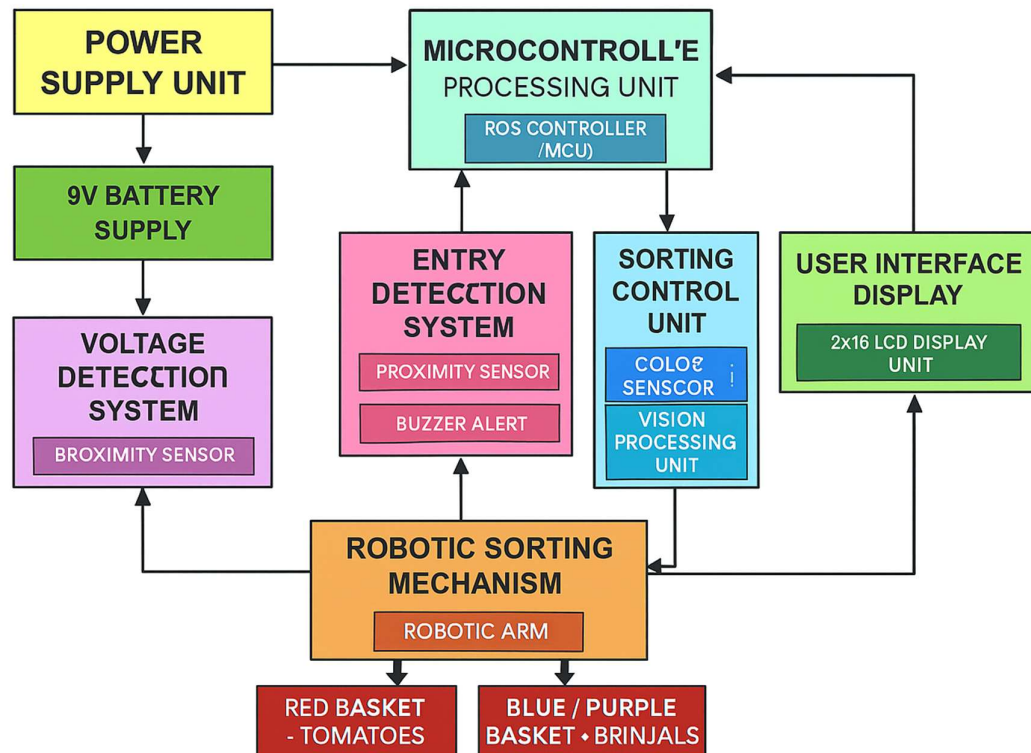 POWER
SUPPLY UNIT
MICROCONTROLL'E
PROCESSING UNIT
ROS CONTROLLER
/MCU)
9V BATTERY
SUPPLY
ENTRY
DETECCTION
SYSTEM
PROXIMITY SENSOR
BUZZER ALERT
SORTING
CONTROL
UNIT
COLOE
SENSCOR
VISION
PROCESSING
UNIT
USER INTERFACE
DISPLAY
2x16 LCD DISPLAY
UNIT
VOLTAGE
DETECCTION
SYSTEM
BROXIMITY SENSOR
ROBOTIC SORTING
MECHANISM
ROBOTIC ARM
RED BASKET
- TOMATOES
BLUE / PURPLE
BASKET • BRINJALS